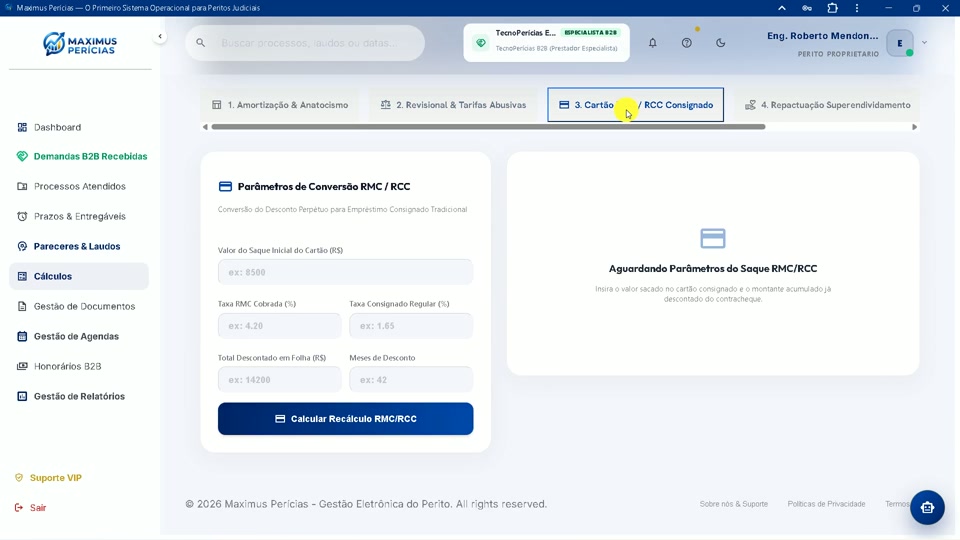 Maximus Perícias — O Primeiro Sistema Operacional para Peritos Judiciais
MAXIMUS
PERÍCIAS
Buscar processos, laudos ou datas...
TecnoPerícias E... ESPECIALISTA B2B
TecnoPerícias B2B (Prestador Especialista)
Eng. Roberto Mendon...
PERITO PROPRIETARIO
E
Dashboard
Demandas B2B Recebidas
Processos Atendidos
Prazos & Entregáveis
Pareceres & Laudos
Cálculos
Gestão de Documentos
Gestão de Agendas
Honorários B2B
Gestão de Relatórios
Suporte VIP
Sair
1. Amortização & Anatocismo
2. Revisional & Tarifas Abusivas
3. Cartão / RCC Consignado
4. Repactuação Superendividamento
Parâmetros de Conversão RMC / RCC
Conversão do Desconto Perpétuo para Empréstimo Consignado Tradicional
Valor do Saque Inicial do Cartão (R$)
ex: 8500
Taxa RMC Cobrada (%)
Taxa Consignado Regular (%)
ex: 4.20
ex: 1.65
Total Descontado em Folha (R$)
Meses de Desconto
ex: 14200
ex: 42
Calcular Recálculo RMC/RCC
Aguardando Parâmetros do Saque RMC/RCC
Insira o valor sacado no cartão consignado e o montante acumulado já
descontado do contracheque.
© 2026 Maximus Perícias - Gestão Eletrônica do Perito. All rights reserved.
Sobre nós & Suporte
Políticas de Privacidade
Termos